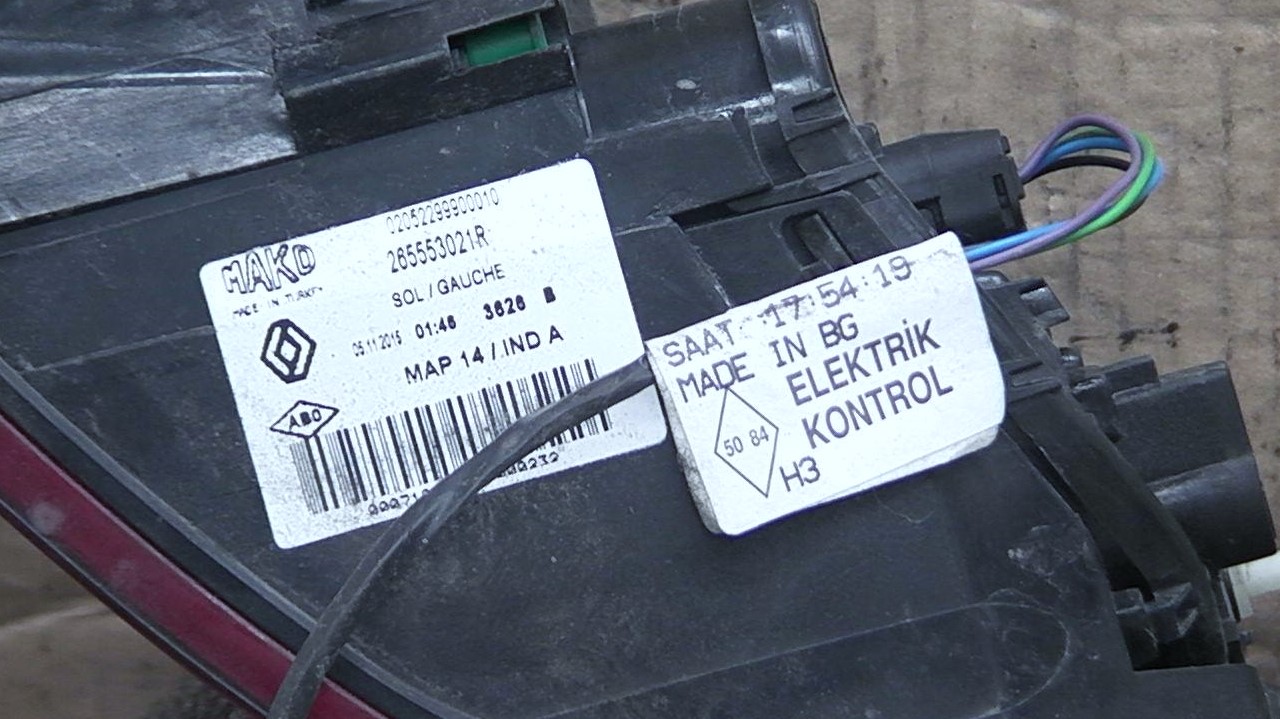 02052299900010
MAKO
265553021R
MADE IN TURKEY
SOL / GAUCHE
05.11.2015 01:46 3626 B
MAP 14 / IND A
ABO
SAAT 17:54:19
MADE IN BG
ELEKTRİK
50 84
KONTROL
H3